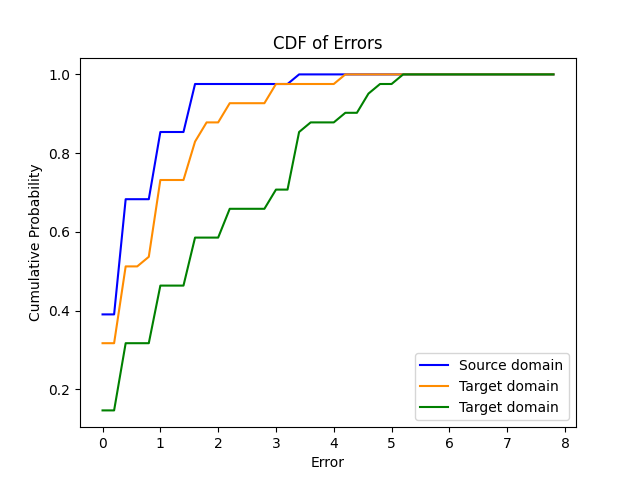 CDF of Errors
Cumulative Probability
1.0
0.8
0.6
0.4
0.2
Source domain
Target domain
Target domain
0 1 2 3 4 5 6 7 8
Error